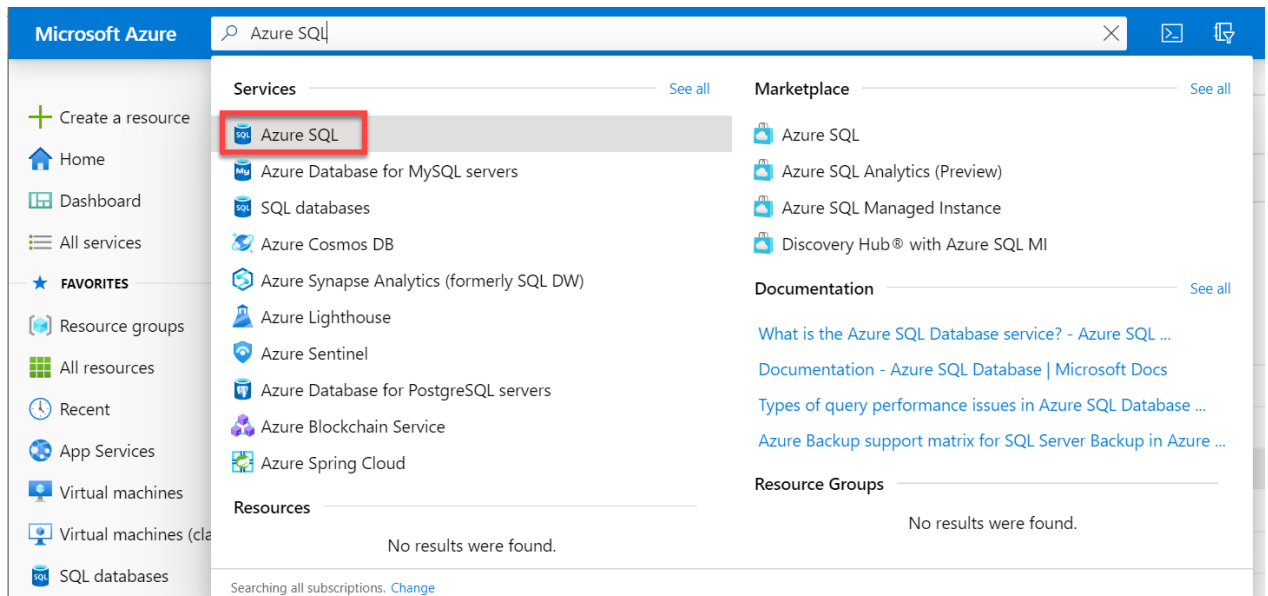 Microsoft Azure
Azure SQL
Create a resource
Home
Dashboard
All services
FAVORITES
Resource groups
All resources
Recent
App Services
Virtual machines
Virtual machines (cla
SQL databases
Services
See all
Azure SQL
Azure Database for MySQL servers
SQL databases
Azure Cosmos DB
Azure Synapse Analytics (formerly SQL DW)
Azure Lighthouse
Azure Sentinel
Azure Database for PostgreSQL servers
Azure Blockchain Service
Azure Spring Cloud
Resources
No results were found.
Searching all subscriptions. Change
Marketplace
See all
Azure SQL
Azure SQL Analytics (Preview)
Azure SQL Managed Instance
Discovery Hub® with Azure SQL MI
Documentation
See all
What is the Azure SQL Database service? - Azure SQL ...
Documentation - Azure SQL Database | Microsoft Docs
Types of query performance issues in Azure SQL Database ...
Azure Backup support matrix for SQL Server Backup in Azure ...
Resource Groups
No results were found.